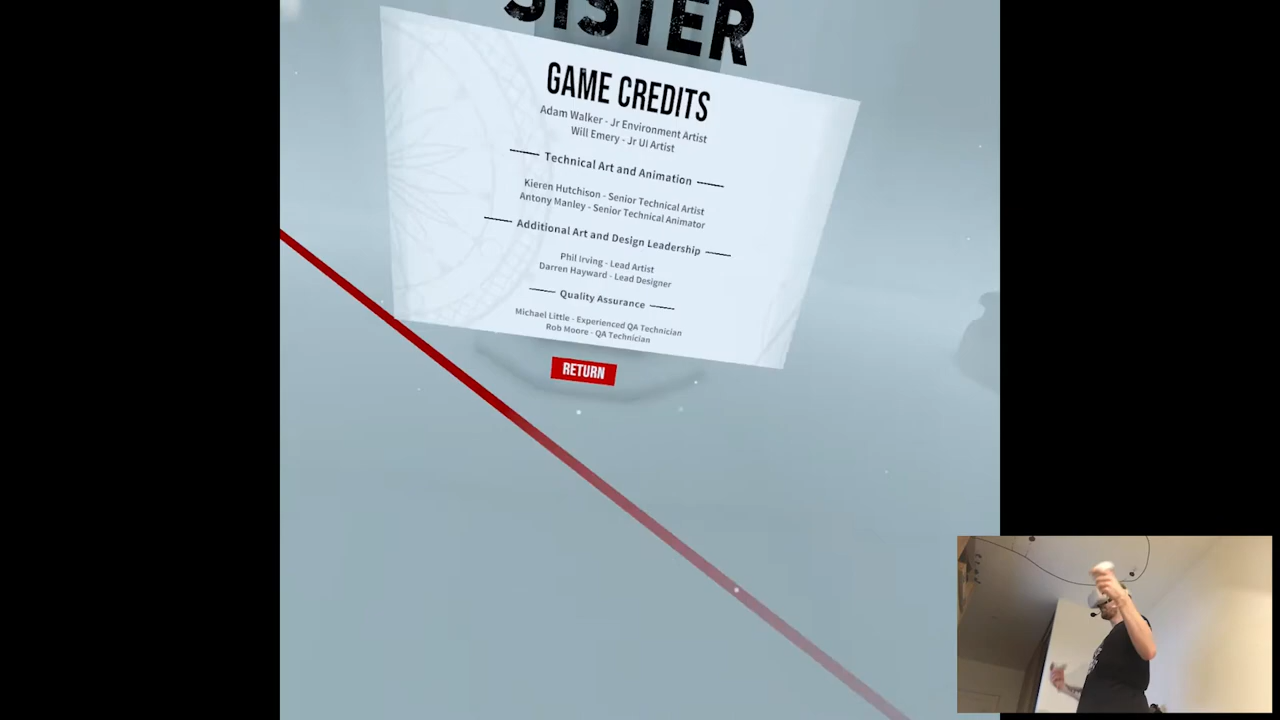 SISTER
GAME CREDITS
Adam Walker - Jr Environment Artist
Will Emery - Jr UI Artist
Technical Art and Animation
Kieren Hutchison - Senior Technical Artist
Antony Manley - Senior Technical Animator
Additional Art and Design Leadership
Phil Irving - Lead Artist
Darren Hayward - Lead Designer
Quality Assurance
Michael Little - Experienced QA Technician
Rob Moore - QA Technician
RETURN